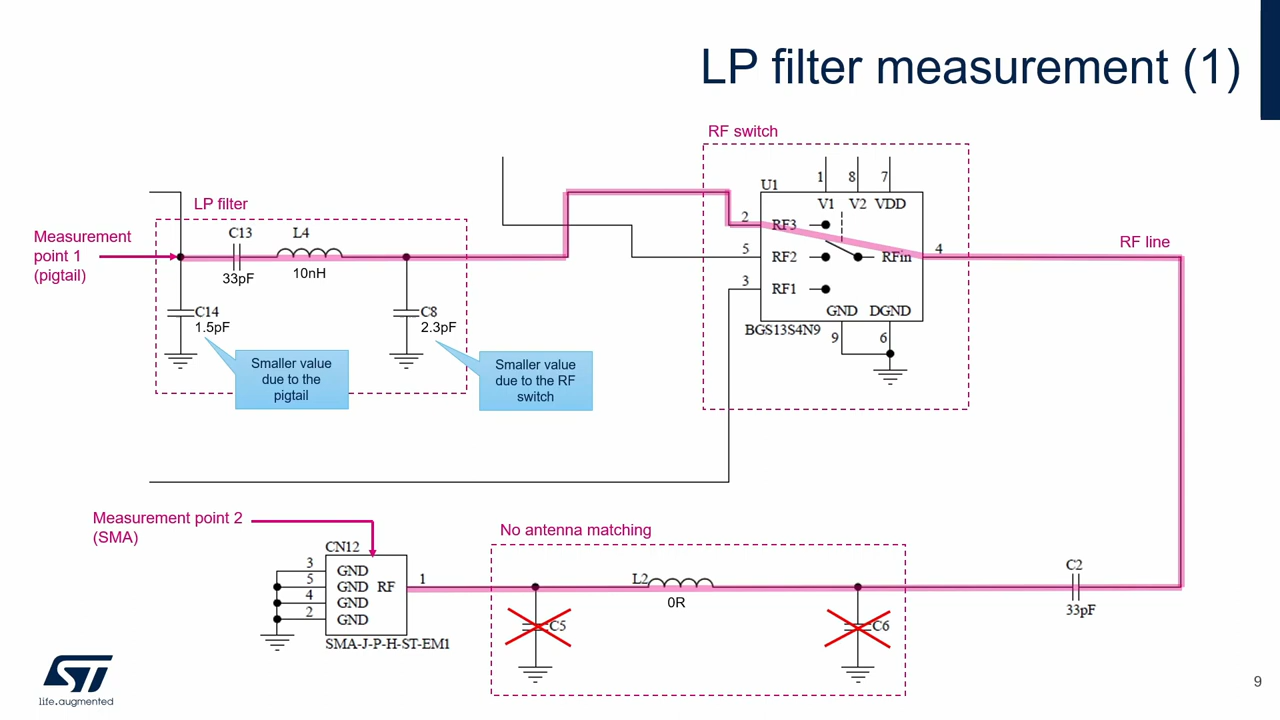 LP filter measurement (1)
RF switch
U1
1
8
7
V1
V2
VDD
LP filter
2
RF3
Measurement
point 1
(pigtail)
C13
L4
33pF
10nH
5
RF2
RFin
4
RF line
3
RF1
C14
1.5pF
C8
2.3pF
GND
DGND
BGS13S4N9
9
6
Smaller value
due to the
pigtail
Smaller value
due to the RF
switch
Measurement point 2
(SMA)
No antenna matching
CN12
3
GND
5
GND
RF
1
4
GND
2
GND
SMA-J-P-H-ST-EM1
L2
0R
C2
33pF
C5
C6
ST
life.augmented
9